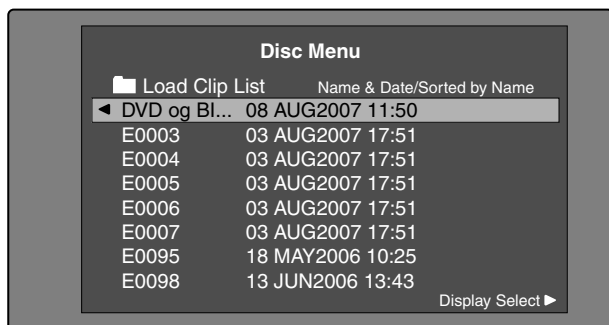 Disc Menu
Load Clip List Name & Date/Sorted by Name
◄ DVD og BI... 08 AUG2007 11:50
E0003 03 AUG2007 17:51
E0004 03 AUG2007 17:51
E0005 03 AUG2007 17:51
E0006 03 AUG2007 17:51
E0007 03 AUG2007 17:51
E0095 18 MAY2006 10:25
E0098 13 JUN2006 13:43
Display Select ►